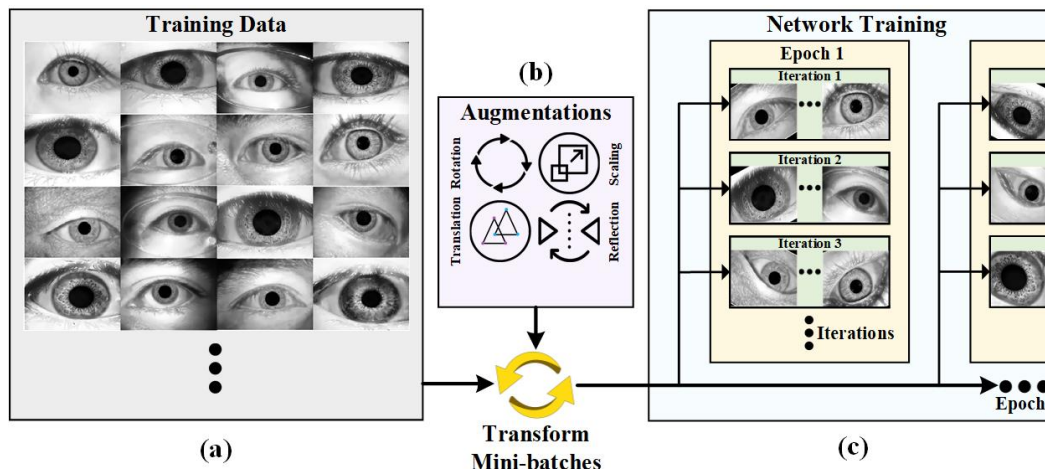 Training Data
(a)
(b)
Augmentations
Rotation
Scaling
Translation
Reflection
Transform
Mini-batches
Network Training
Epoch 1
Iteration 1
Iteration 2
Iteration 3
Iterations
Epoch
(c)